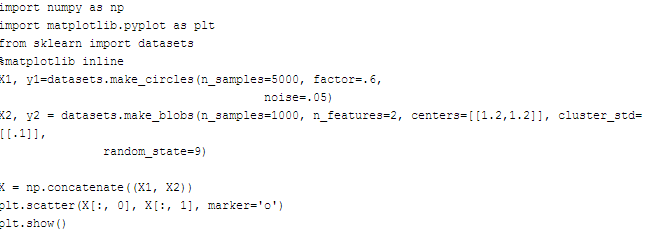 import numpy as np
import matplotlib.pyplot as plt
from sklearn import datasets
%matplotlib inline
X1, y1=datasets.make_circles(n_samples=5000, factor=.6,
noise=.05)
X2, y2 = datasets.make_blobs(n_samples=1000, n_features=2, centers=[[1.2,1.2]], cluster_std=
[[.1]],
random_state=9)
X = np.concatenate((X1, X2))
plt.scatter(X[:, 0], X[:, 1], marker='o')
plt.show()